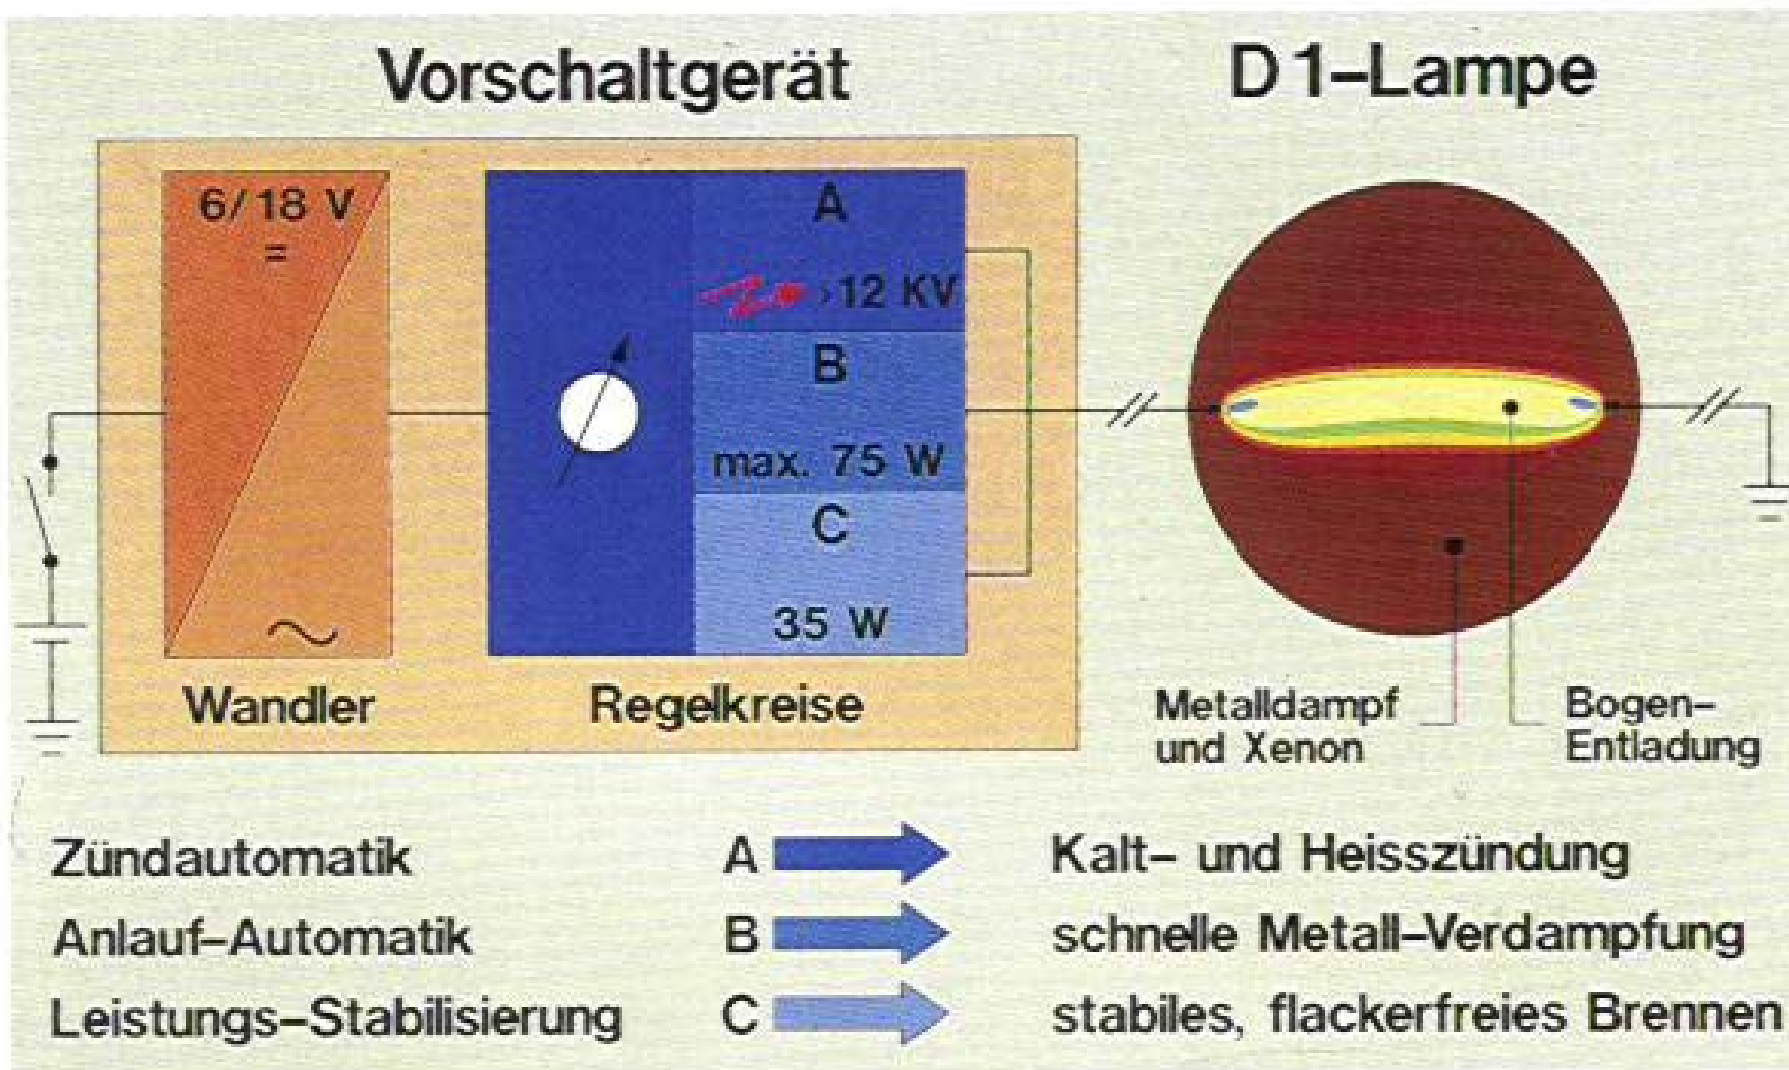 Vorschaltgerät
D1-Lampe
6/18 V
=
~
A
>12 KV
B
max. 75 W
C
35 W
Wandler
Regelkreise
Metalldampf
und Xenon
Bogen-
Entladung
Zündautomatik A Kalt- und Heisszündung
Anlauf-Automatik B schnelle Metall-Verdampfung
Leistungs-Stabilisierung C stabiles, flackerfreies Brennen